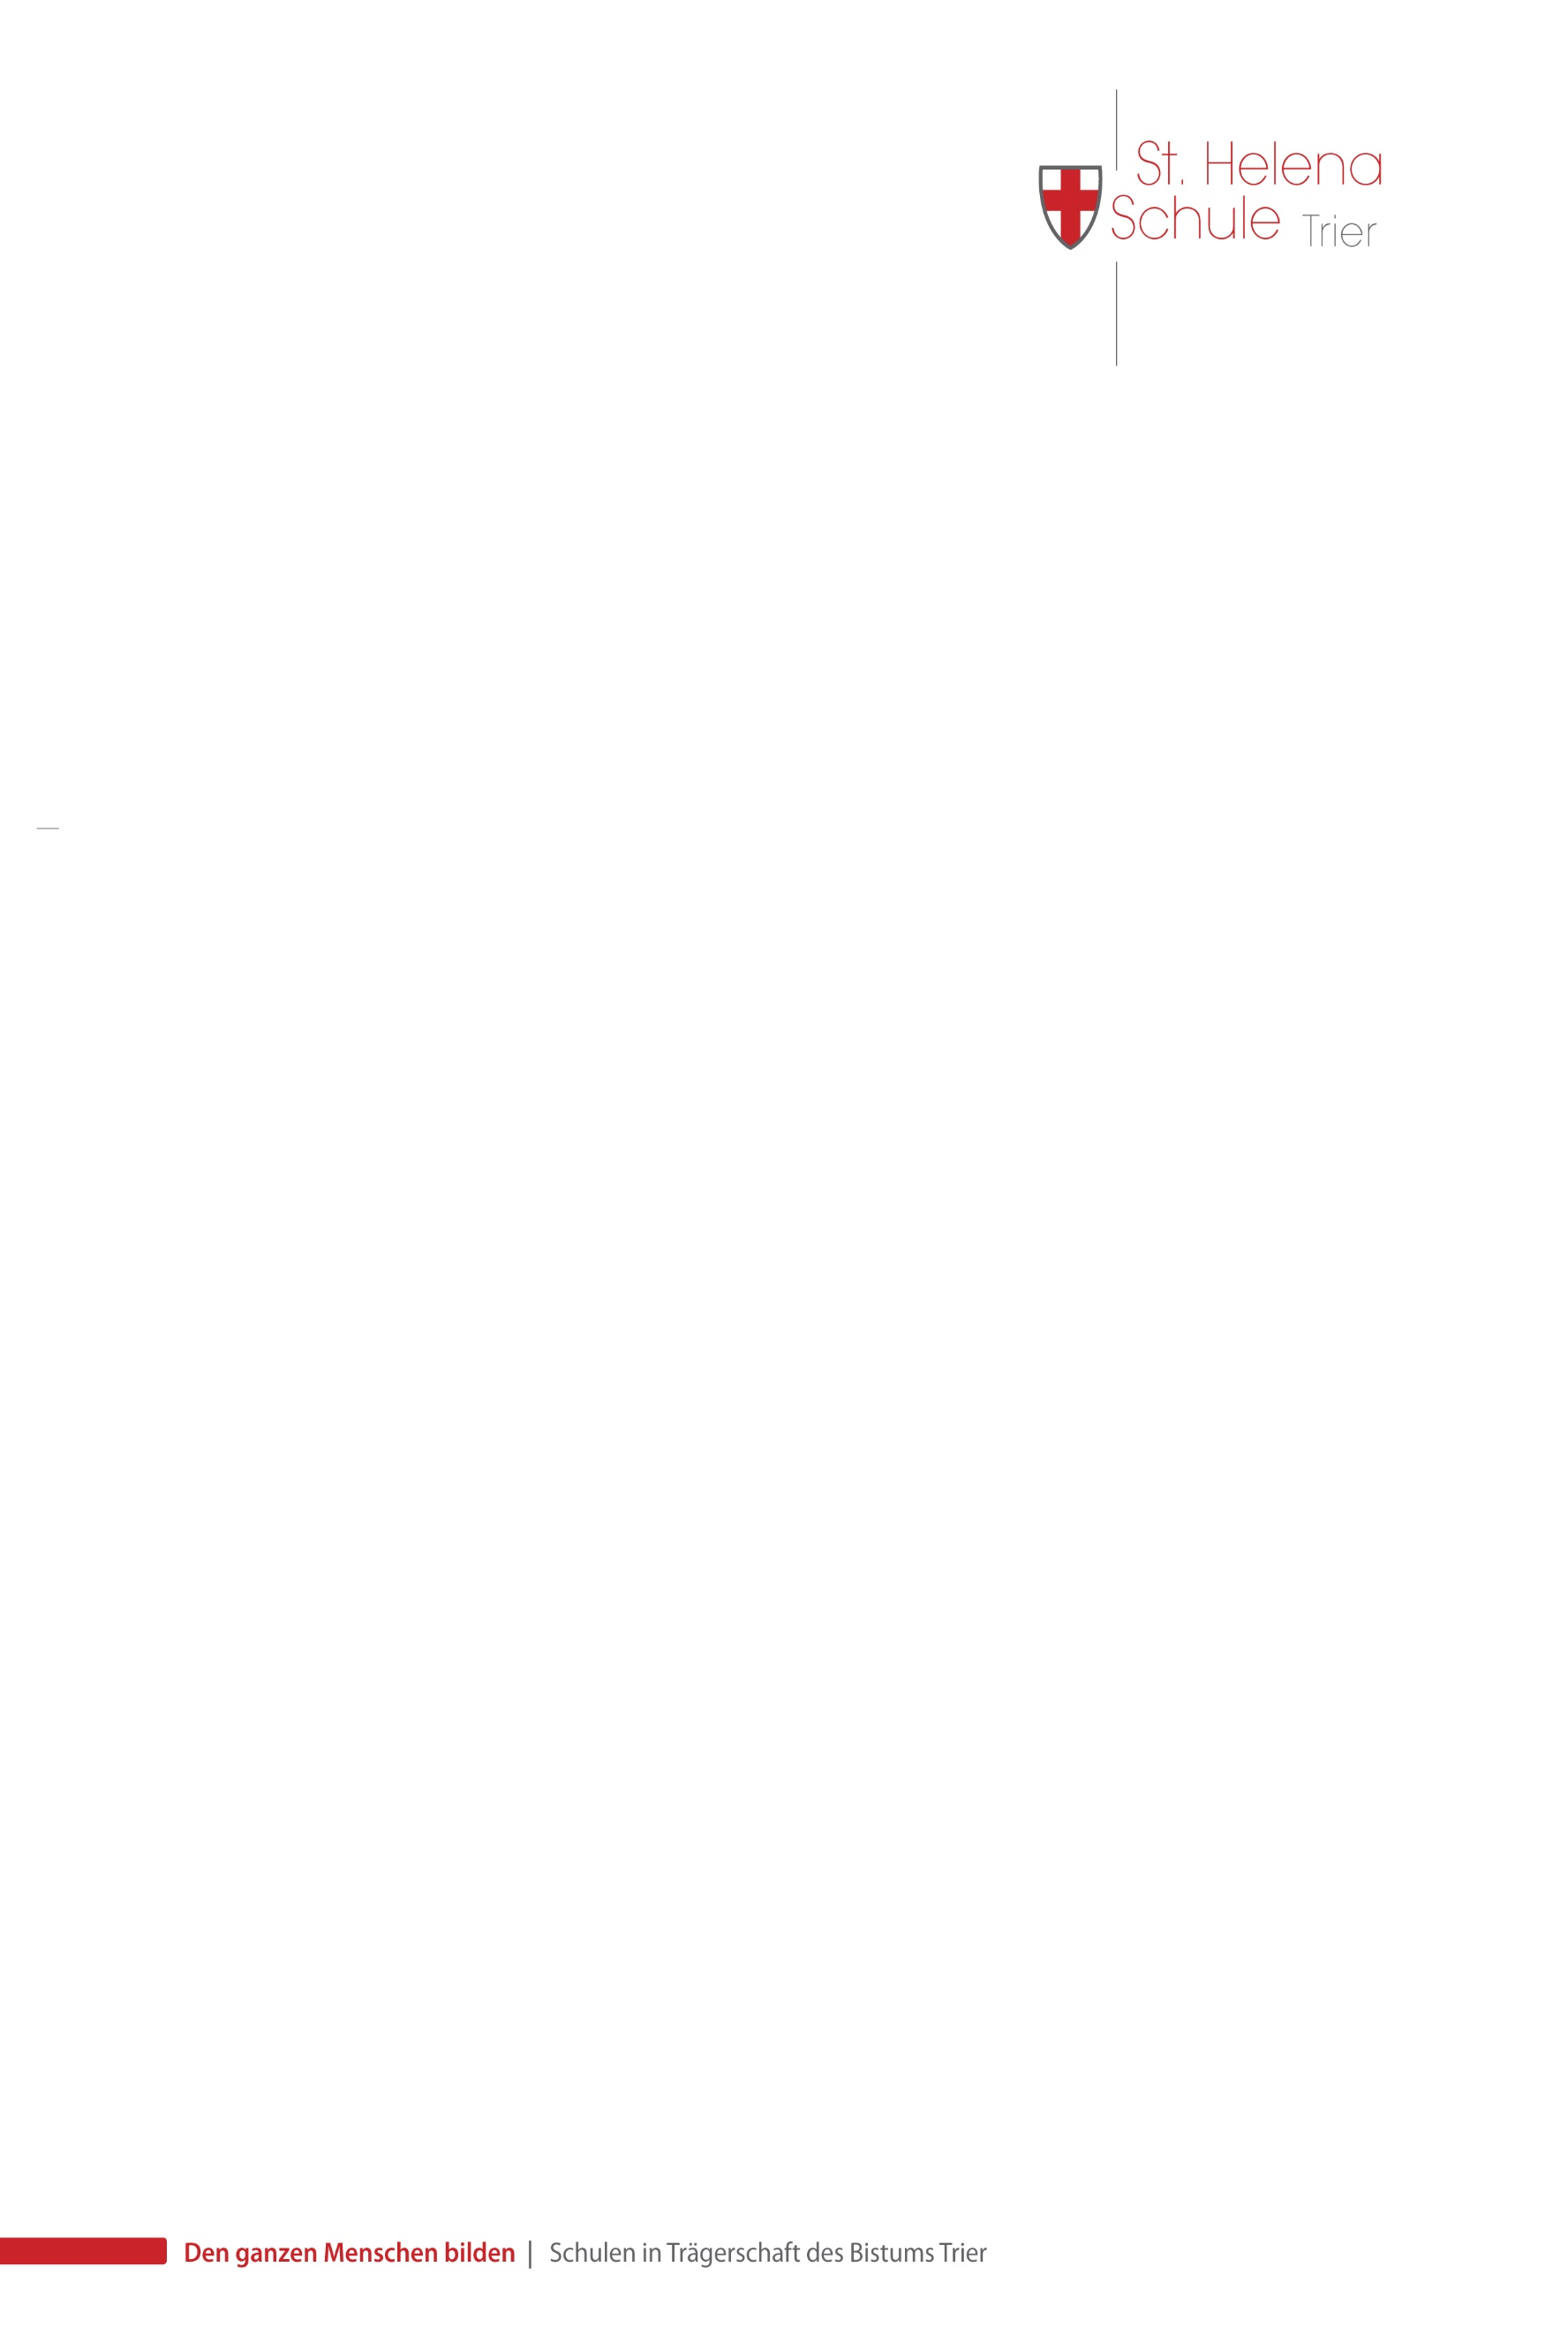 St. Helena
Schule Trier
Den ganzen Menschen bilden | Schulen in Trägerschaft des Bistums Trier